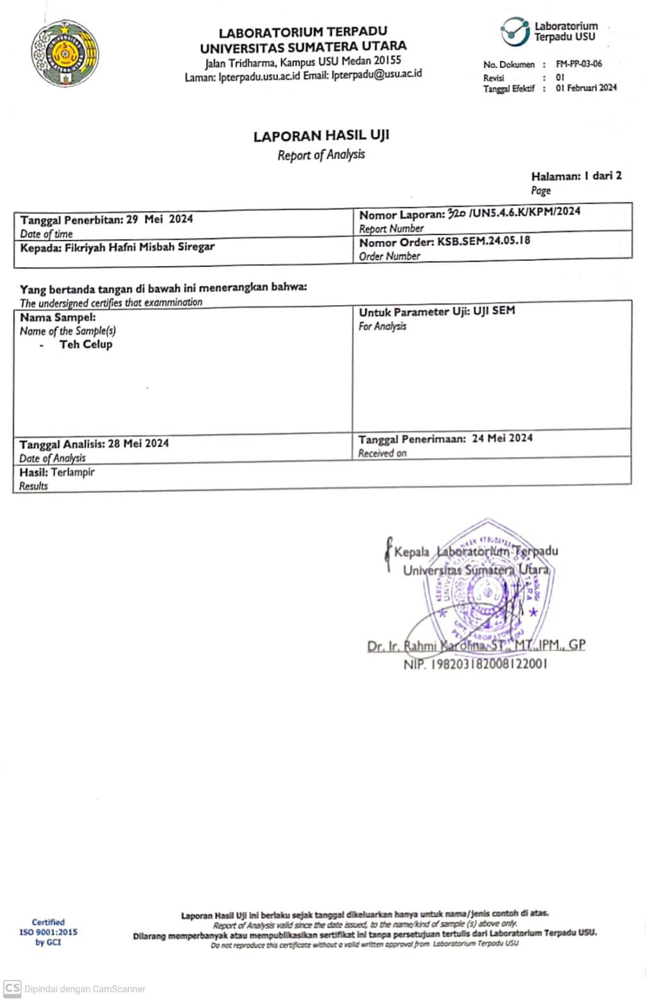 LABORATORIUM TERPADU
UNIVERSITAS SUMATERA UTARA
Jalan Tridharma, Kampus USU Medan 20155
Laman: lpterpadu.usu.ac.id Email: lpterpadu@usu.ac.id
Laboratorium
Terpadu USU
No. Dokumen : FM-PP-03-06
Revisi : 01
Tanggal Efektif : 01 Februari 2024
LAPORAN HASIL UJI
Report of Analysis
Halaman: 1 dari 2
Page
Tanggal Penerbitan: 29 Mei 2024
Date of time
Nomor Laporan: 320 /UN5.4.6.K/KPM/2024
Report Number
Kepada: Fikriyah Hafni Misbah Siregar
Nomor Order: KSB.SEM.24.05.18
Order Number
Yang bertanda tangan di bawah ini menerangkan bahwa:
The undersigned certifies that exammination
Nama Sampel:
Name of the Sample(s)
- Teh Celup
Untuk Parameter Uji: UJI SEM
For Analysis
Tanggal Analisis: 28 Mei 2024
Date of Analysis
Tanggal Penerimaan: 24 Mei 2024
Received on
Hasil: Terlampir
Results
Kepala Laboratorium Terpadu
Universitas Sumatera Utara
Dr. Ir. Rahmi Karolina, ST., MT.,IPM., GP
NIP. 198203182008122001
Certified
ISO 9001:2015
by GCI
Laporan Hasil Uji ini berlaku sejak tanggal dikeluarkan hanya untuk nama/jenis contoh di atas.
Report of Analysis valid since the date issued, to the name/kind of sample (s) above only.
Dilarang memperbanyak atau mempublikasikan sertifikat ini tanpa persetujuan tertulis dari Laboratorium Terpadu USU.
Do not reproduce this certificate without a valid written approval from Laboratorium Terpadu USU
CS Dipindai dengan CamScanner